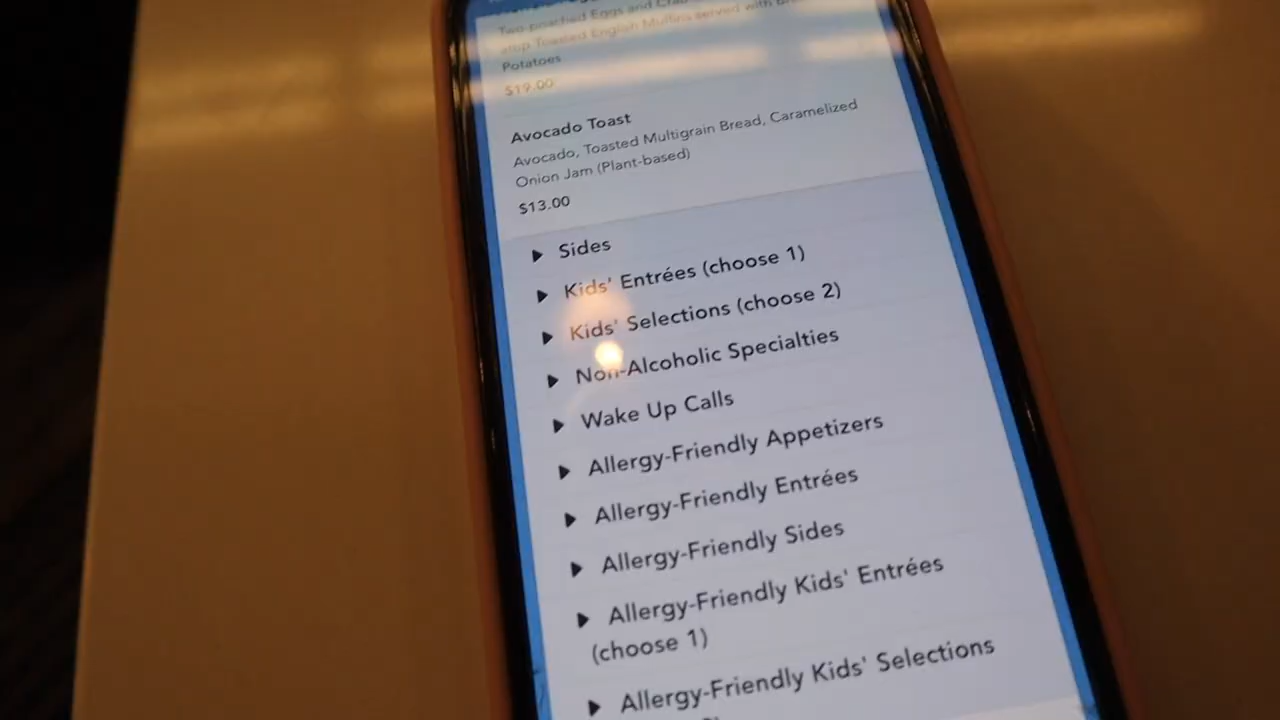 Two poached Eggs and
atop Toasted English Muffins served with
Potatoes
$19.00
Avocado Toast
Avocado, Toasted Multigrain Bread, Caramelized
Onion Jam (Plant-based)
$13.00
Sides
Kids' Entrées (choose 1)
Kids' Selections (choose 2)
Non-Alcoholic Specialties
Wake Up Calls
Allergy-Friendly Appetizers
Allergy-Friendly Entrées
Allergy-Friendly Sides
Allergy-Friendly Kids' Entrées
(choose 1)
Allergy-Friendly Kids' Selections